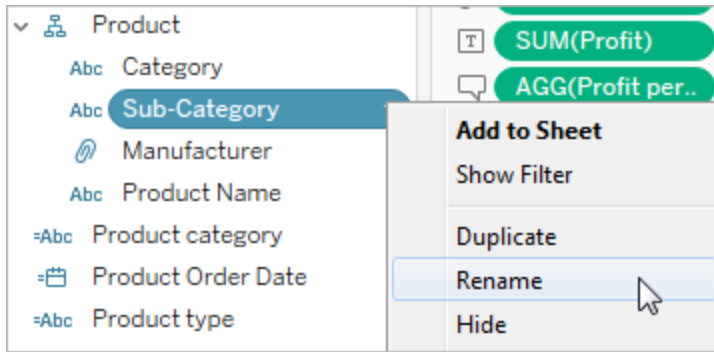 Product
Abc Category
Abc Sub-Category
Manufacturer
Abc Product Name
=Abc Product category
Product Order Date
=Abc Product type
T SUM(Profit)
AGG(Profit per..
Add to Sheet
Show Filter
Duplicate
Rename
Hide